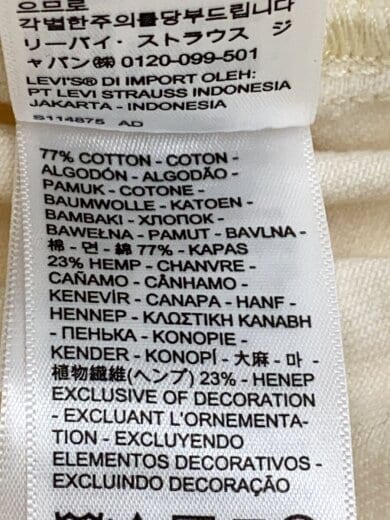 으므로
각별한주의를당부드립니다
リーバイ・ストラウス ジ
ャパン㈱ 0120-099-501
LEVI'S® DI IMPORT OLEH:
PT LEVI STRAUSS INDONESIA
JAKARTA - INDONESIA
S114875 AD
77% COTTON - COTON -
ALGODÓN - ALGODÃO -
PAMUK - COTONE -
BAUMWOLLE - KATOEN -
BAMBAKI - ХЛОПОК -
BAWEŁNA - PAMUT - BAVLNA -
棉 - 면 - 綿 77% - KAPAS
23% HEMP - CHANVRE -
CAÑAMO - CÂNHAMO -
KENEVİR - CANAPA - HANF -
HENNEP - ΚΛΩΣΤΙΚΗ ΚΑΝΑΒΗ
- ПЕНЬКА - KONOPIE -
KENDER - KONOPÍ - 大麻 - 마 -
植物繊維(ヘンプ) 23% - HENEP
EXCLUSIVE OF DECORATION
- EXCLUANT L'ORNEMENTA-
TION - EXCLUYENDO
ELEMENTOS DECORATIVOS -
EXCLUINDO DECORAÇÃO